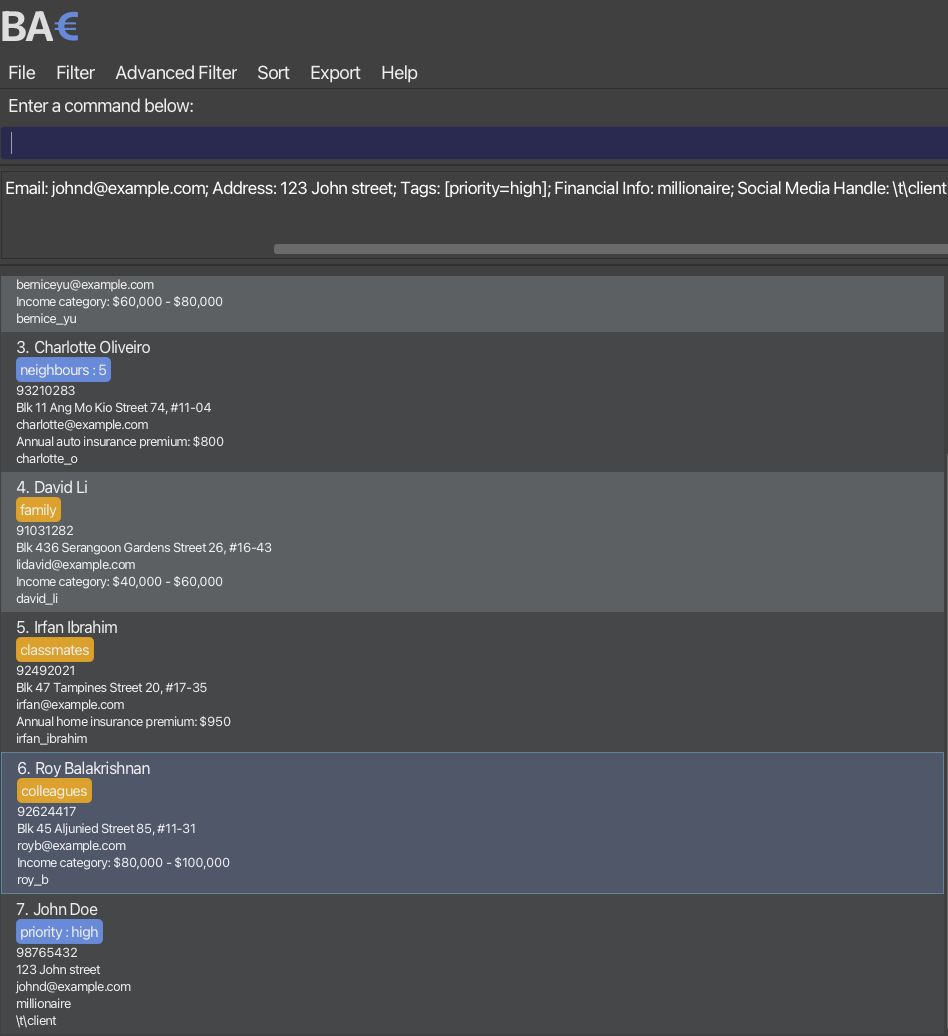 BA€
File Filter Advanced Filter Sort Export Help
Enter a command below:
Email: johnd@example.com; Address: 123 John street; Tags: [priority=high]; Financial Info: millionaire; Social Media Handle: \t\client
berniceyu@example.com
Income category: $60,000 - $80,000
bernice_yu
3. Charlotte Oliveiro
neighbours : 5
93210283
Blk 11 Ang Mo Kio Street 74, #11-04
charlotte@example.com
Annual auto insurance premium: $800
charlotte_o
4. David Li
family
91031282
Blk 436 Serangoon Gardens Street 26, #16-43
lidavid@example.com
Income category: $40,000 - $60,000
david_li
5. Irfan Ibrahim
classmates
92492021
Blk 47 Tampines Street 20, #17-35
irfan@example.com
Annual home insurance premium: $950
irfan_ibrahim
6. Roy Balakrishnan
colleagues
92624417
Blk 45 Aljunied Street 85, #11-31
royb@example.com
Income category: $80,000 - $100,000
roy_b
7. John Doe
priority : high
98765432
123 John street
johnd@example.com
millionaire
\t\client